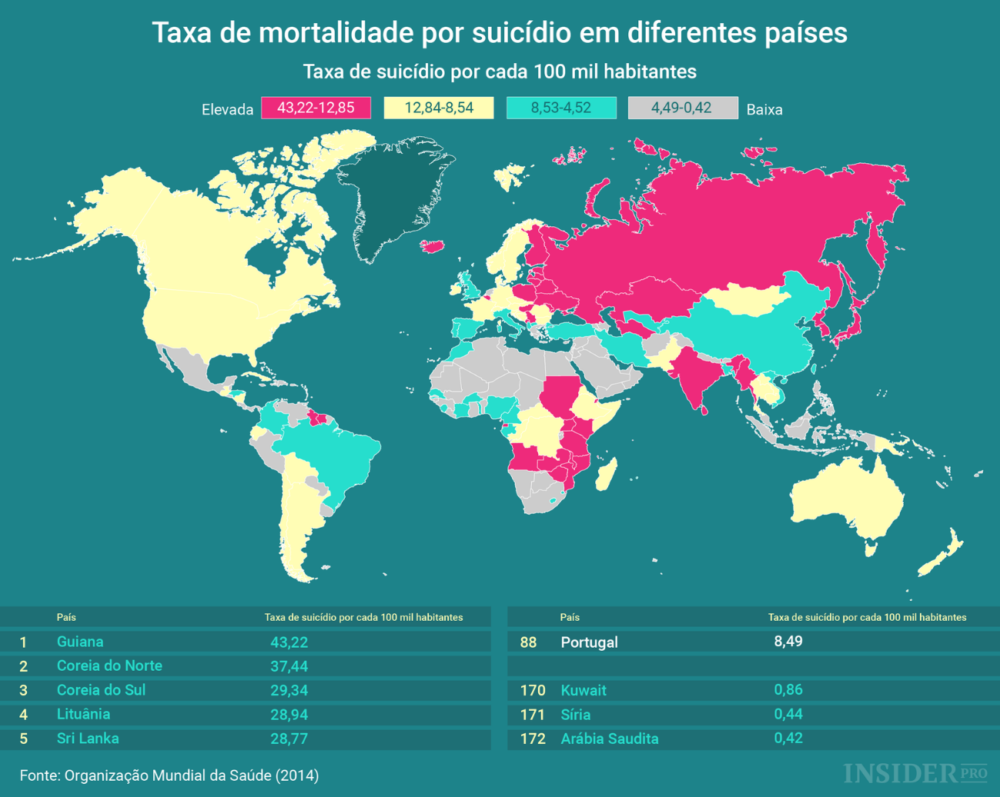 Taxa de mortalidade por suicídio em diferentes países
Taxa de suicídio por cada 100 mil habitantes
Elevada 43,22-12,85 12,84-8,54 8,53-4,52 4,49-0,42 Baixa
País Taxa de suicídio por cada 100 mil habitantes
1 Guiana 43,22
2 Coreia do Norte 37,44
3 Coreia do Sul 29,34
4 Lituânia 28,94
5 Sri Lanka 28,77
País Taxa de suicídio por cada 100 mil habitantes
88 Portugal 8,49
170 Kuwait 0,86
171 Síria 0,44
172 Arábia Saudita 0,42
Fonte: Organização Mundial da Saúde (2014)
INSIDER PRO